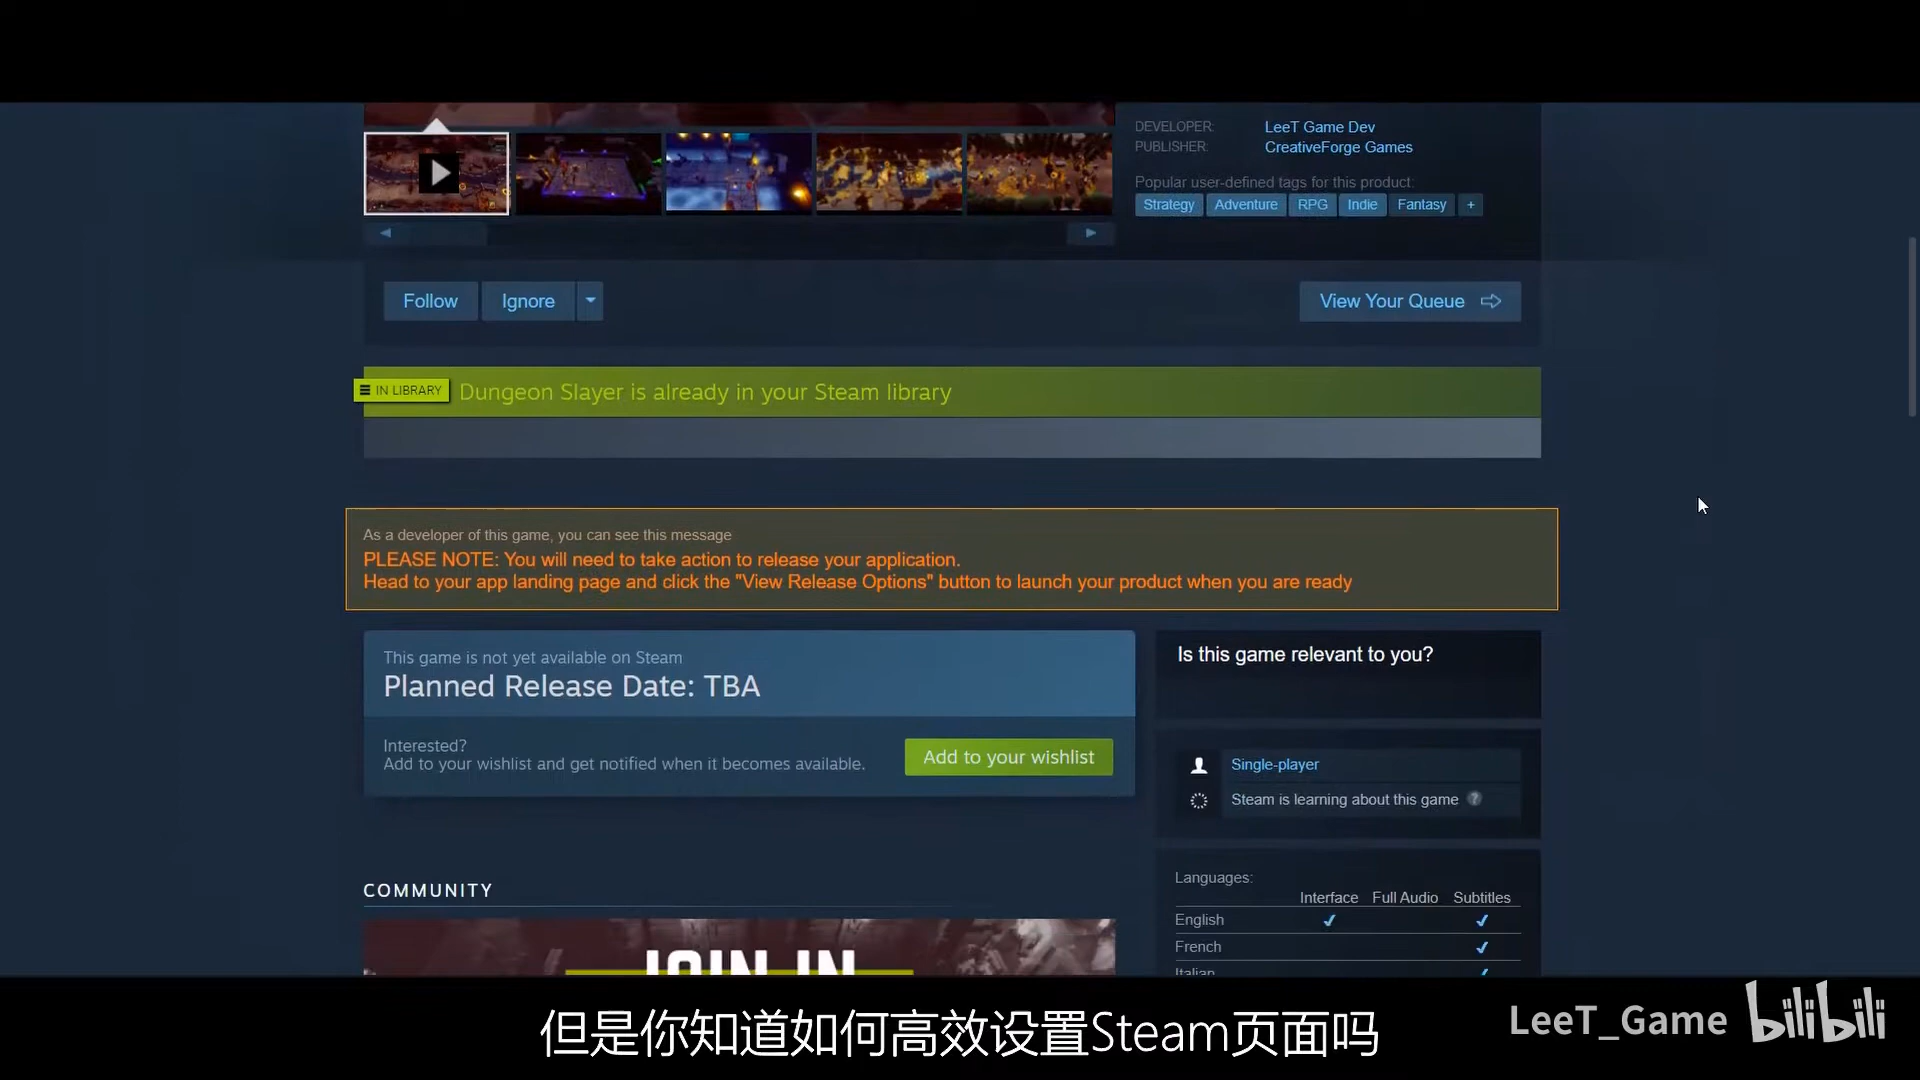 DEVELOPER: LeeT Game Dev
PUBLISHER: CreativeForge Games
Popular user-defined tags for this product:
Strategy Adventure RPG Indie Fantasy +
Follow Ignore View Your Queue
IN LIBRARY Dungeon Slayer is already in your Steam library
As a developer of this game, you can see this message
PLEASE NOTE: You will need to take action to release your application.
Head to your app landing page and click the "View Release Options" button to launch your product when you are ready
This game is not yet available on Steam
Planned Release Date: TBA
Interested?
Add to your wishlist and get notified when it becomes available.
Add to your wishlist
Is this game relevant to you?
Single-player
Steam is learning about this game ?
Languages:
Interface Full Audio Subtitles
English ✔ ✔
French ✔
Italian ✔
COMMUNITY
JOIN IN
但是你知道如何高效设置Steam页面吗
LeeT_Game bilibili